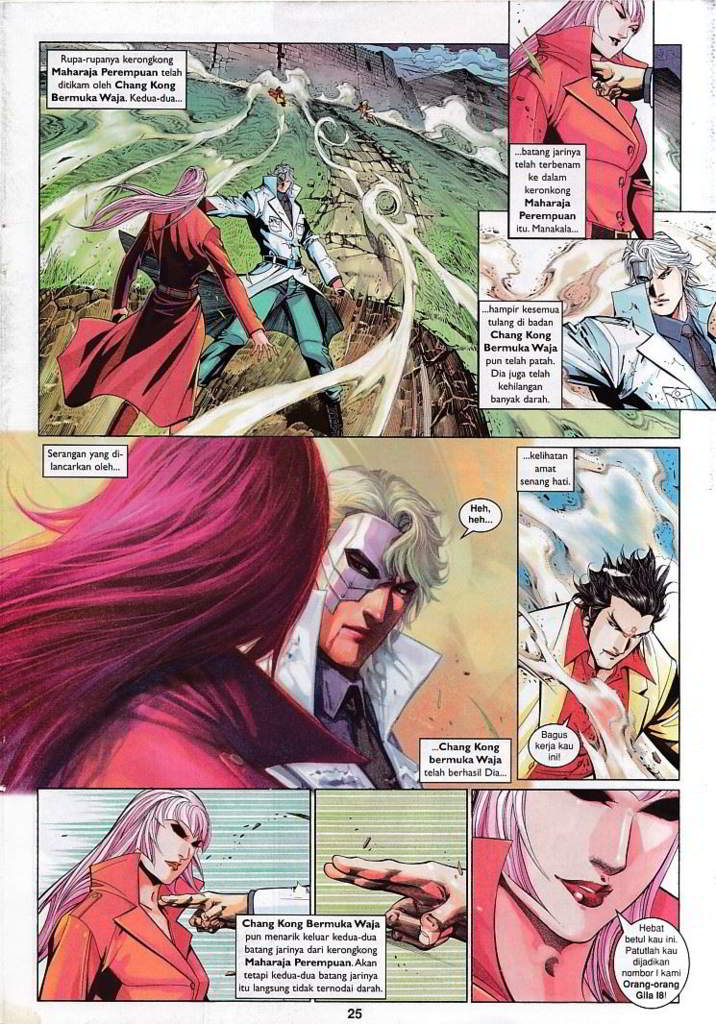 Rupa-rupanya kerongkong
Maharaja Perempuan telah
ditikam oleh Chang Kong
Bermuka Waja. Kedua-dua...
...batang jarinya
telah terbenam
ke dalam
keronkong
Maharaja
Perempuan
itu. Manakala...
...hampir kesemua
tulang di badan
Chang Kong
Bermuka Waja
pun telah patah.
Dia juga telah
kehilangan
banyak darah.
Serangan yang di-
lancarkan oleh...
Heh,
heh...
...Chang Kong
bermuka Waja
telah berhasil Dia...
...kelihatan
amat
senang hati.
Bagus
kerja kau
ini!
Chang Kong Bermuka Waja
pun menarik keluar kedua-dua
batang jarinya dari kerongkong
Maharaja Perempuan. Akan
tetapi kedua-dua batang jarinya
itu langsung tidak ternodai darah.
Hebat
betul kau ini.
Patutlah kau
dijadikan
nombor I kami
Orang-orang
Gila I8!
25